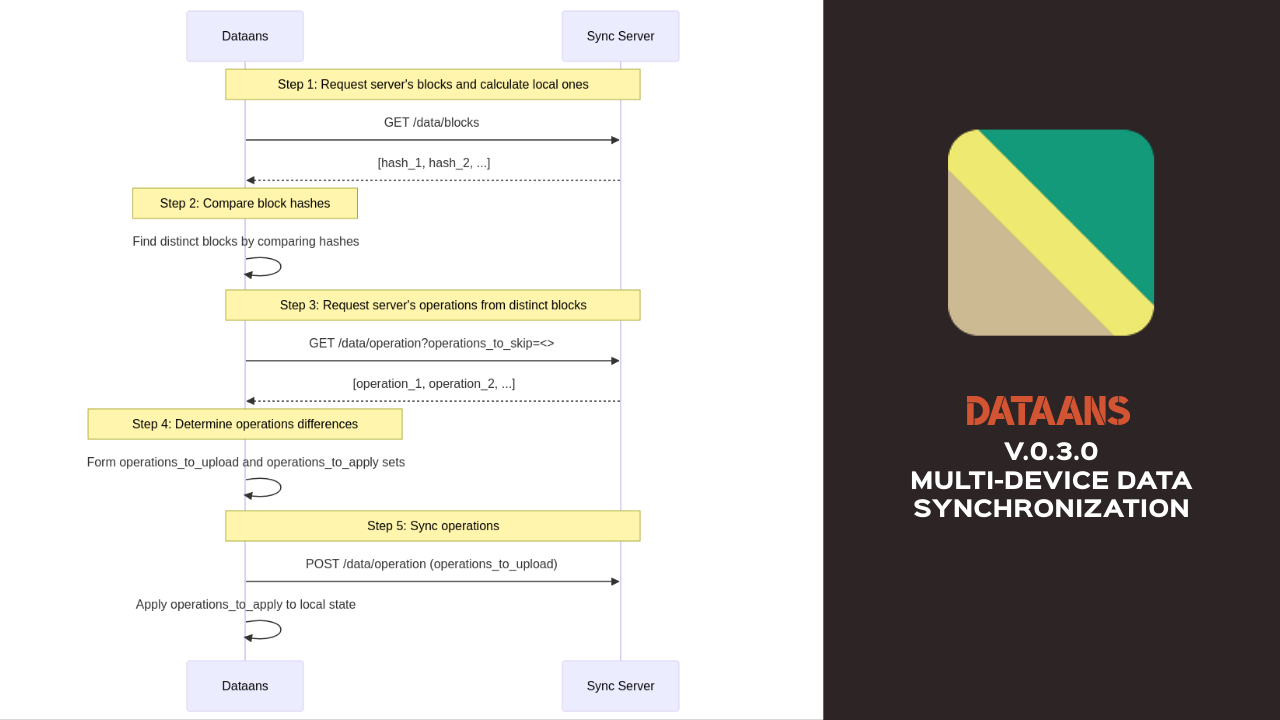 Dataans
Sync Server
Step 1: Request server's blocks and calculate local ones
GET /data/blocks
[hash_1, hash_2, ...]
Step 2: Compare block hashes
Find distinct blocks by comparing hashes
Step 3: Request server's operations from distinct blocks
GET /data/operation?operations_to_skip=<>
[operation_1, operation_2, ...]
Step 4: Determine operations differences
Form operations_to_upload and operations_to_apply sets
Step 5: Sync operations
POST /data/operation (operations_to_upload)
Apply operations_to_apply to local state
Dataans
Sync Server
DATAANS
V.0.3.0
MULTI-DEVICE DATA
SYNCHRONIZATION